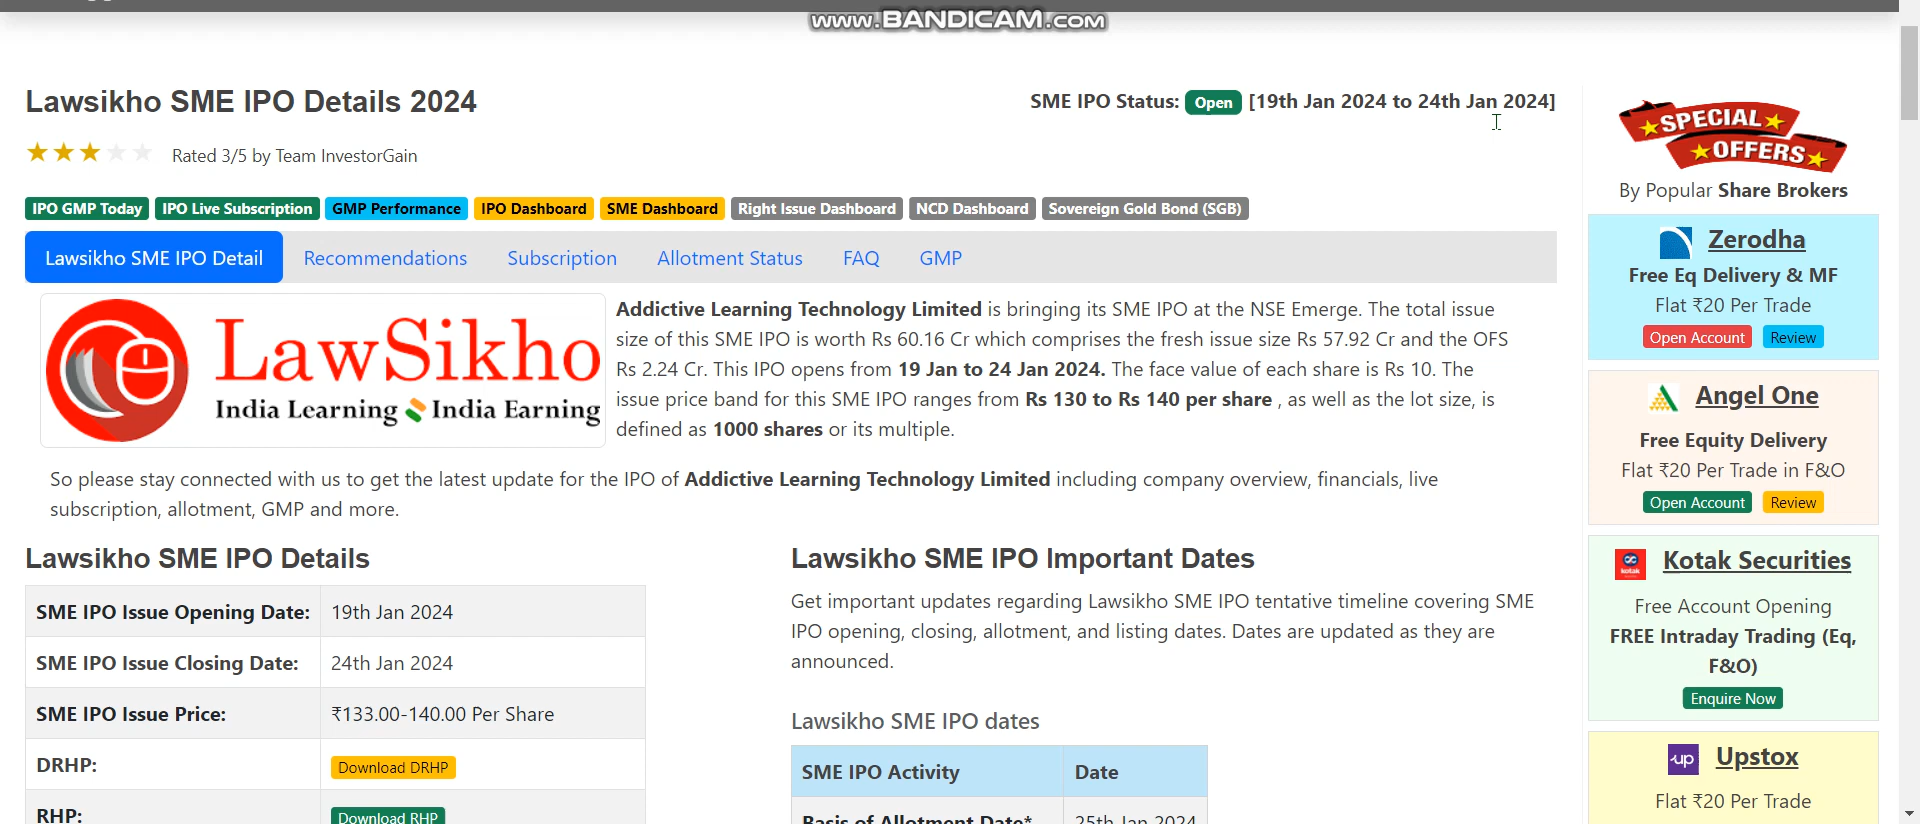 www.BANDICAM.com
Lawsikho SME IPO Details 2024
SME IPO Status: Open [19th Jan 2024 to 24th Jan 2024]
Rated 3/5 by Team InvestorGain
IPO GMP Today IPO Live Subscription GMP Performance IPO Dashboard SME Dashboard Right Issue Dashboard NCD Dashboard Sovereign Gold Bond (SGB)
Lawsikho SME IPO Detail Recommendations Subscription Allotment Status FAQ GMP
LawSikho
India Learning India Earning
Addictive Learning Technology Limited is bringing its SME IPO at the NSE Emerge. The total issue
size of this SME IPO is worth Rs 60.16 Cr which comprises the fresh issue size Rs 57.92 Cr and the OFS
Rs 2.24 Cr. This IPO opens from 19 Jan to 24 Jan 2024. The face value of each share is Rs 10. The
issue price band for this SME IPO ranges from Rs 130 to Rs 140 per share , as well as the lot size, is
defined as 1000 shares or its multiple.
So please stay connected with us to get the latest update for the IPO of Addictive Learning Technology Limited including company overview, financials, live
subscription, allotment, GMP and more.
Lawsikho SME IPO Details
SME IPO Issue Opening Date: 19th Jan 2024
SME IPO Issue Closing Date: 24th Jan 2024
SME IPO Issue Price: ₹133.00-140.00 Per Share
DRHP: Download DRHP
RHP: Download RHP
Lawsikho SME IPO Important Dates
Get important updates regarding Lawsikho SME IPO tentative timeline covering SME
IPO opening, closing, allotment, and listing dates. Dates are updated as they are
announced.
Lawsikho SME IPO dates
SME IPO Activity Date
Basis of Allotment Date* 25th Jan 2024
SPECIAL
OFFERS
By Popular Share Brokers
Zerodha
Free Eq Delivery & MF
Flat ₹20 Per Trade
Open Account Review
Angel One
Free Equity Delivery
Flat ₹20 Per Trade in F&O
Open Account Review
kotak
Kotak Securities
Free Account Opening
FREE Intraday Trading (Eq,
F&O)
Enquire Now
up
Upstox
Flat ₹20 Per Trade